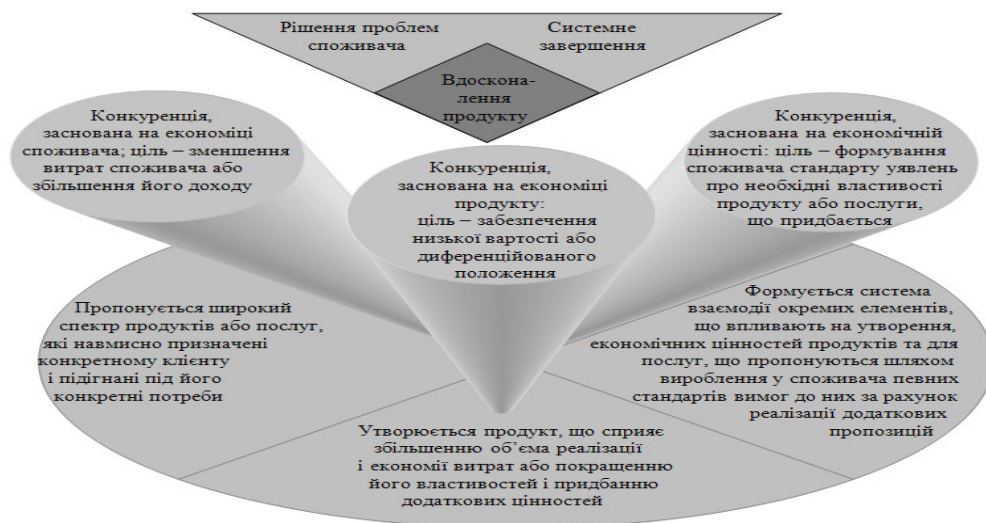 Рішення проблем
споживача
Системне
завершення
Вдоскона-
лення
продукту
Конкуренція,
заснована на економіці
споживача; ціль – зменшення
витрат споживача або
збільшення його доходу
Конкуренція,
заснована на економіці
продукту:
ціль – забезпечення
низької вартості або
диференційованого
положення
Конкуренція,
заснована на економічній
цінності: ціль – формування
споживача стандарту уявлень
про необхідні властивості
продукту або послуги,
що придбається
Пропонується широкий
спектр продуктів або послуг,
які навмисно призначені
конкретному клієнту
і підігнані під його
конкретні потреби
Утворюється продукт, що сприяє
збільшенню об’єма реализації
і економії витрат або покращенню
його властивостей і придбанню
додаткових цінностей
Формується система
взаємодії окремих елементів,
що впливають на утворення,
економічних цінностей продуктів та для
послуг, що пропонуються шляхом
вироблення у споживача певних
стандартів вимог до них за рахунок
реалізації додаткових
пропозицій